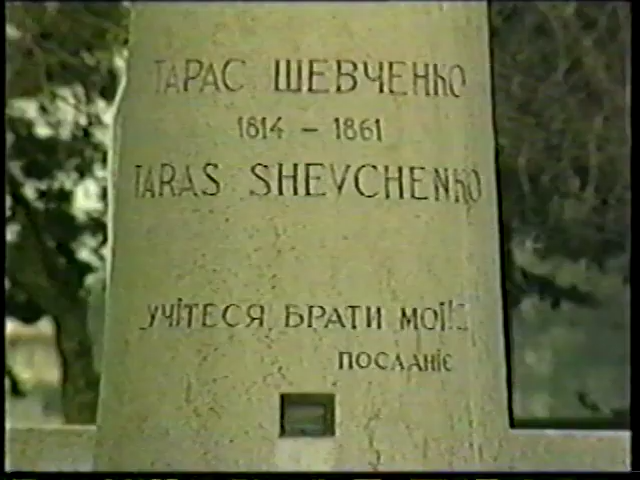 ТАРАС ШЕВЧЕНКО
1814 – 1861
TARAS SHEVCHENKO
„УЧІТЕСЯ, БРАТИ МОЇ!"
ПОСЛАНІЄ